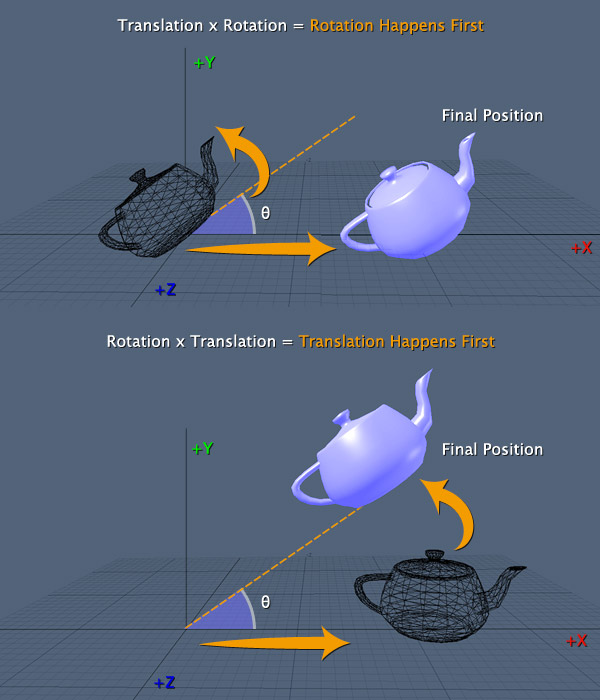 Translation x Rotation = Rotation Happens First
+Y
Final Position
θ
+X
+Z
Rotation x Translation = Translation Happens First
+Y
Final Position
θ
+X
+Z